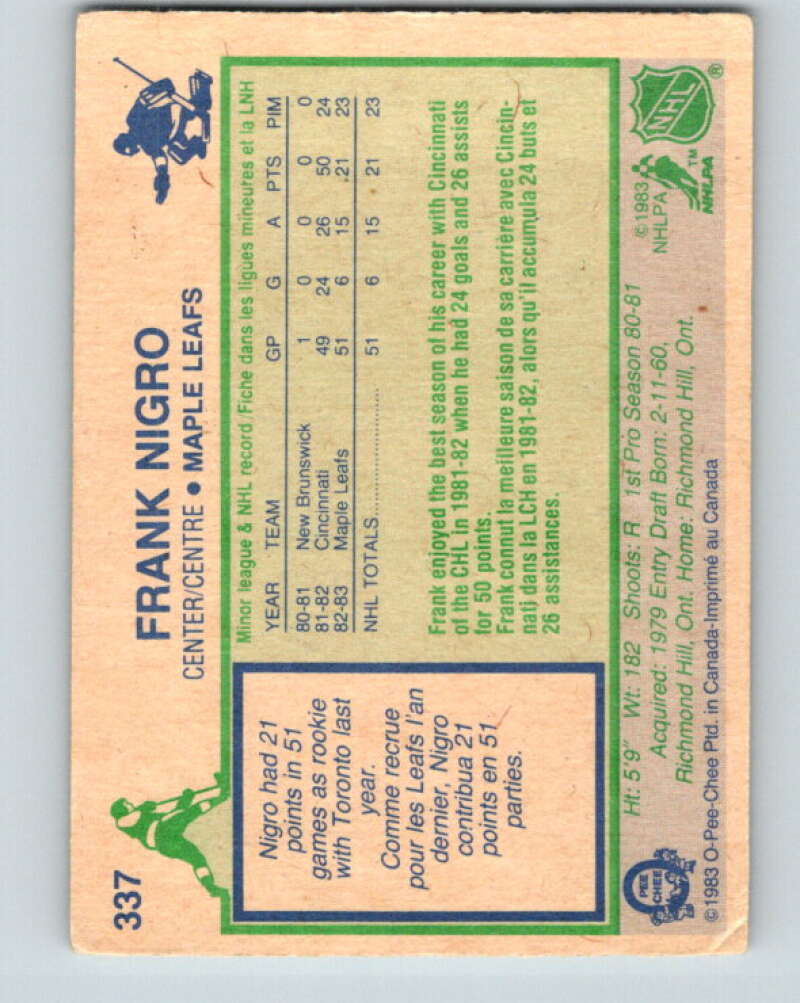 337
FRANK NIGRO
CENTER/CENTRE • MAPLE LEAFS
Nigro had 21
points in 51
games as rookie
with Toronto last
year.
Comme recrue
pour les Leafs l'an
dernier, Nigro
contribua 21
points en 51
parties.
Minor league & NHL record/Fiche dans les ligues mineures et la LNH
YEAR TEAM GP G A PTS PIM
80-81 New Brunswick 1 0 0 0 0
81-82 Cincinnati 49 24 26 50 24
82-83 Maple Leafs 51 6 15 21 23
NHL TOTALS 51 6 15 21 23
Frank enjoyed the best season of his career with Cincinnati
of the CHL in 1981-82 when he had 24 goals and 26 assists
for 50 points.
Frank connut la meilleure saison de sa carrière avec Cincin-
nati dans la LCH en 1981-82, alors qu'il accumula 24 buts et
26 assistances.
Ht: 5'9" Wt: 182 Shoots: R 1st Pro Season 80-81
Acquired: 1979 Entry Draft Born: 2-11-60,
Richmond Hill, Ont. Home: Richmond Hill, Ont.
©1983
NHLPA
NHL ®
NHLPA ™
O PEE CHEE
©1983 O-Pee-Chee Ptd. in Canada-Imprimé au Canada